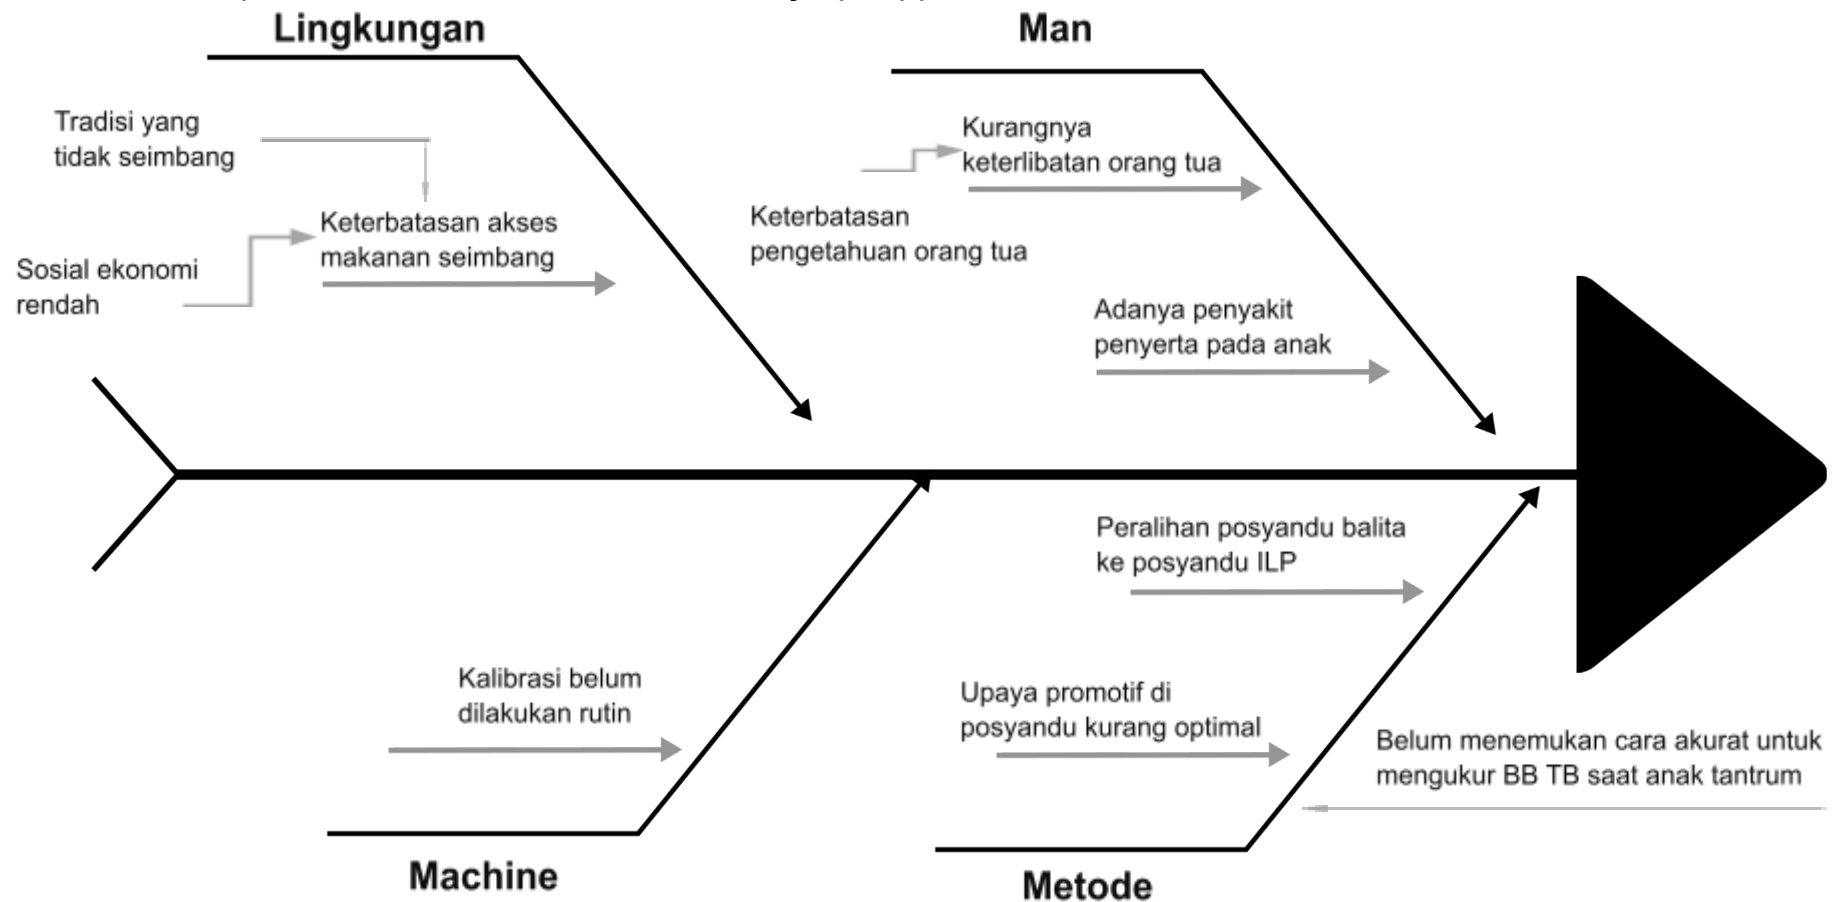 Lingkungan
Man
Tradisi yang
tidak seimbang
Keterbatasan akses
makanan seimbang
Sosial ekonomi
rendah
Kurangnya
keterlibatan orang tua
Keterbatasan
pengetahuan orang tua
Adanya penyakit
penyerta pada anak
Peralihan posyandu balita
ke posyandu ILP
Kalibrasi belum
dilakukan rutin
Upaya promotif di
posyandu kurang optimal
Belum menemukan cara akurat untuk
mengukur BB TB saat anak tantrum
Machine
Metode